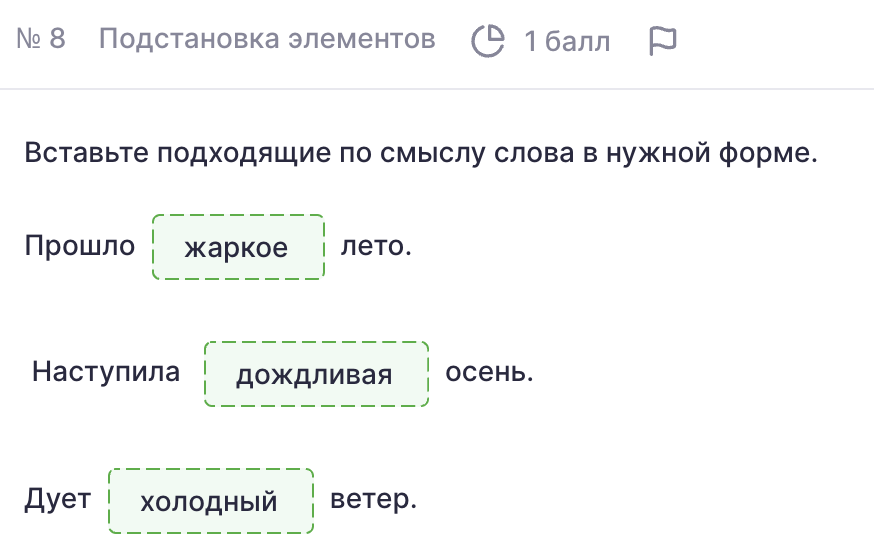 № 8 Подстановка элементов 1 балл
Вставьте подходящие по смыслу слова в нужной форме.
Прошло жаркое лето.
Наступила дождливая осень.
Дует холодный ветер.